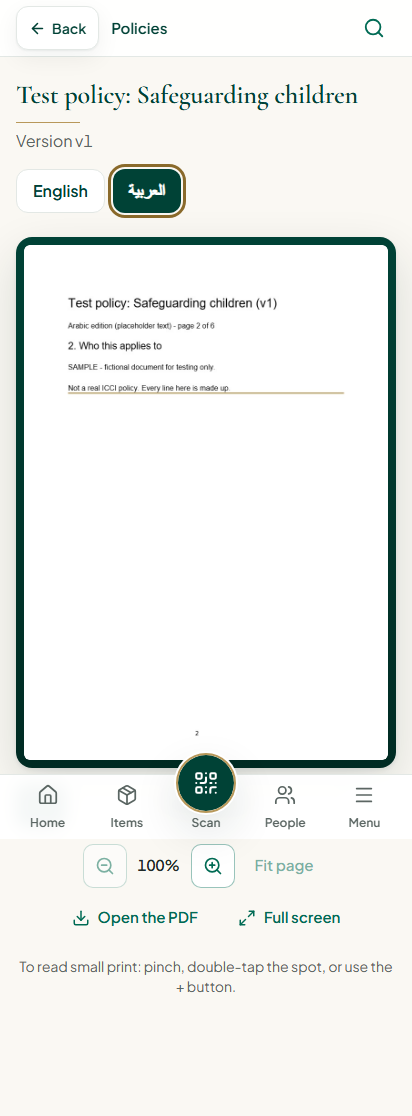 Back
Policies
Test policy: Safeguarding children
Version v1
English
العربية
Test policy: Safeguarding children (v1)
Arabic edition (placeholder text) - page 2 of 6
2. Who this applies to
SAMPLE - fictional document for testing only.
Not a real ICCI policy. Every line here is made up.
2
Home
Items
Scan
People
Menu
100%
Fit page
Open the PDF
Full screen
To read small print: pinch, double-tap the spot, or use the
+ button.